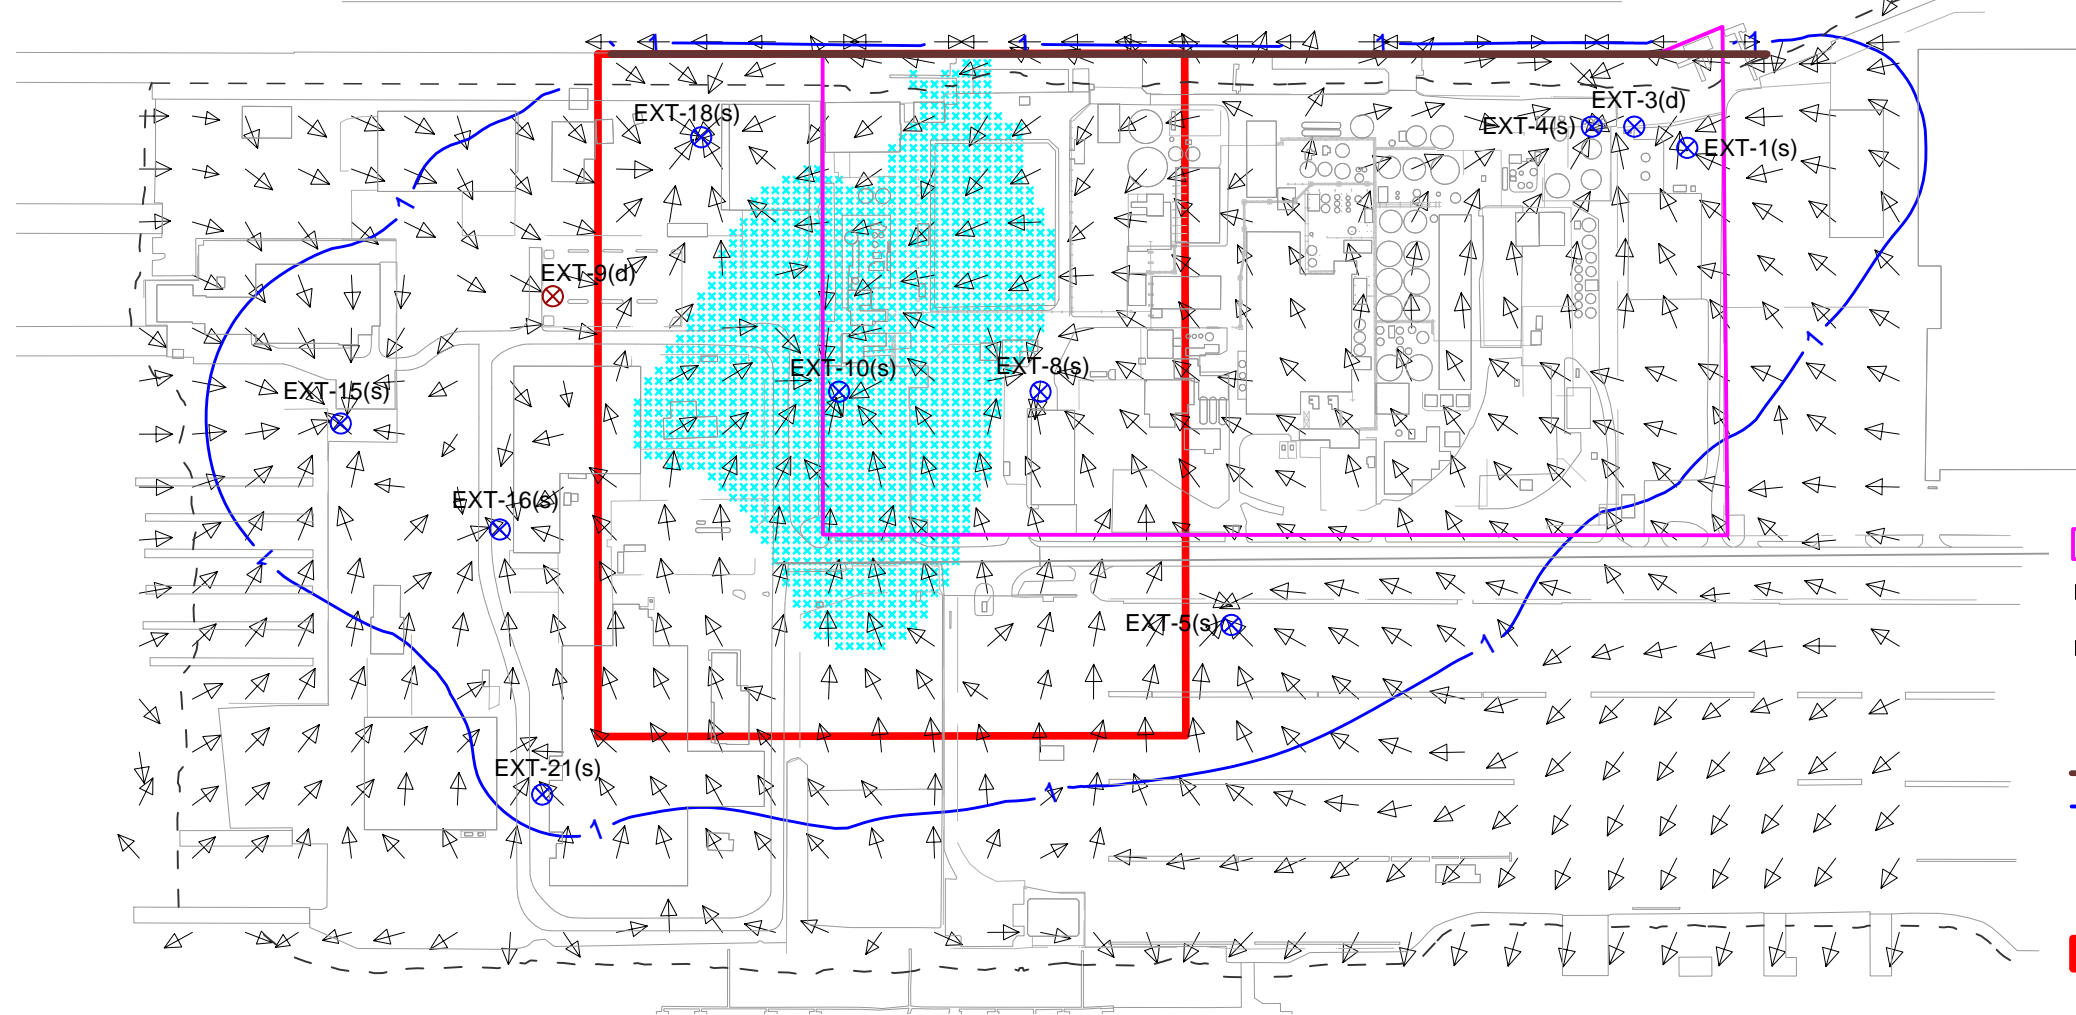 1 1 1 1
EXT-3(d)
EXT-18(s)
EXT-4(s)
EXT-1(s)
1
EXT-9(d)
1
EXT-10(s)
EXT-8(s)
EXT-15(s)
EXT-16(s)
1
EXT-5(s)
1
EXT-21(s)
1
1